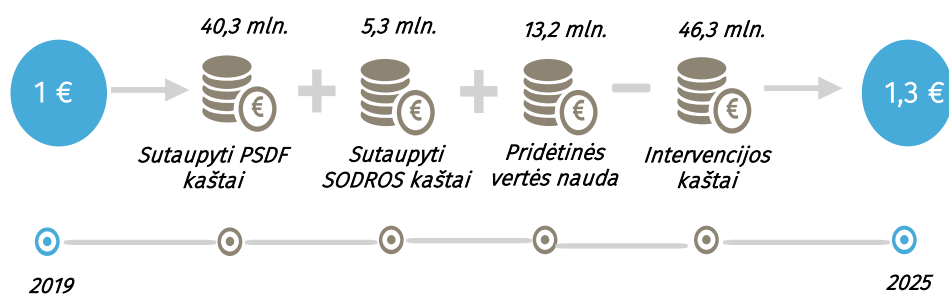 40,3 mln.
5,3 mln.
13,2 mln.
46,3 mln.
1 €
€
€
€
€
1,3 €
Sutaupyti PSDF
kaštai
Sutaupyti
SODROS kaštai
Pridėtinės
vertės nauda
Intervencijos
kaštai
2019
2025